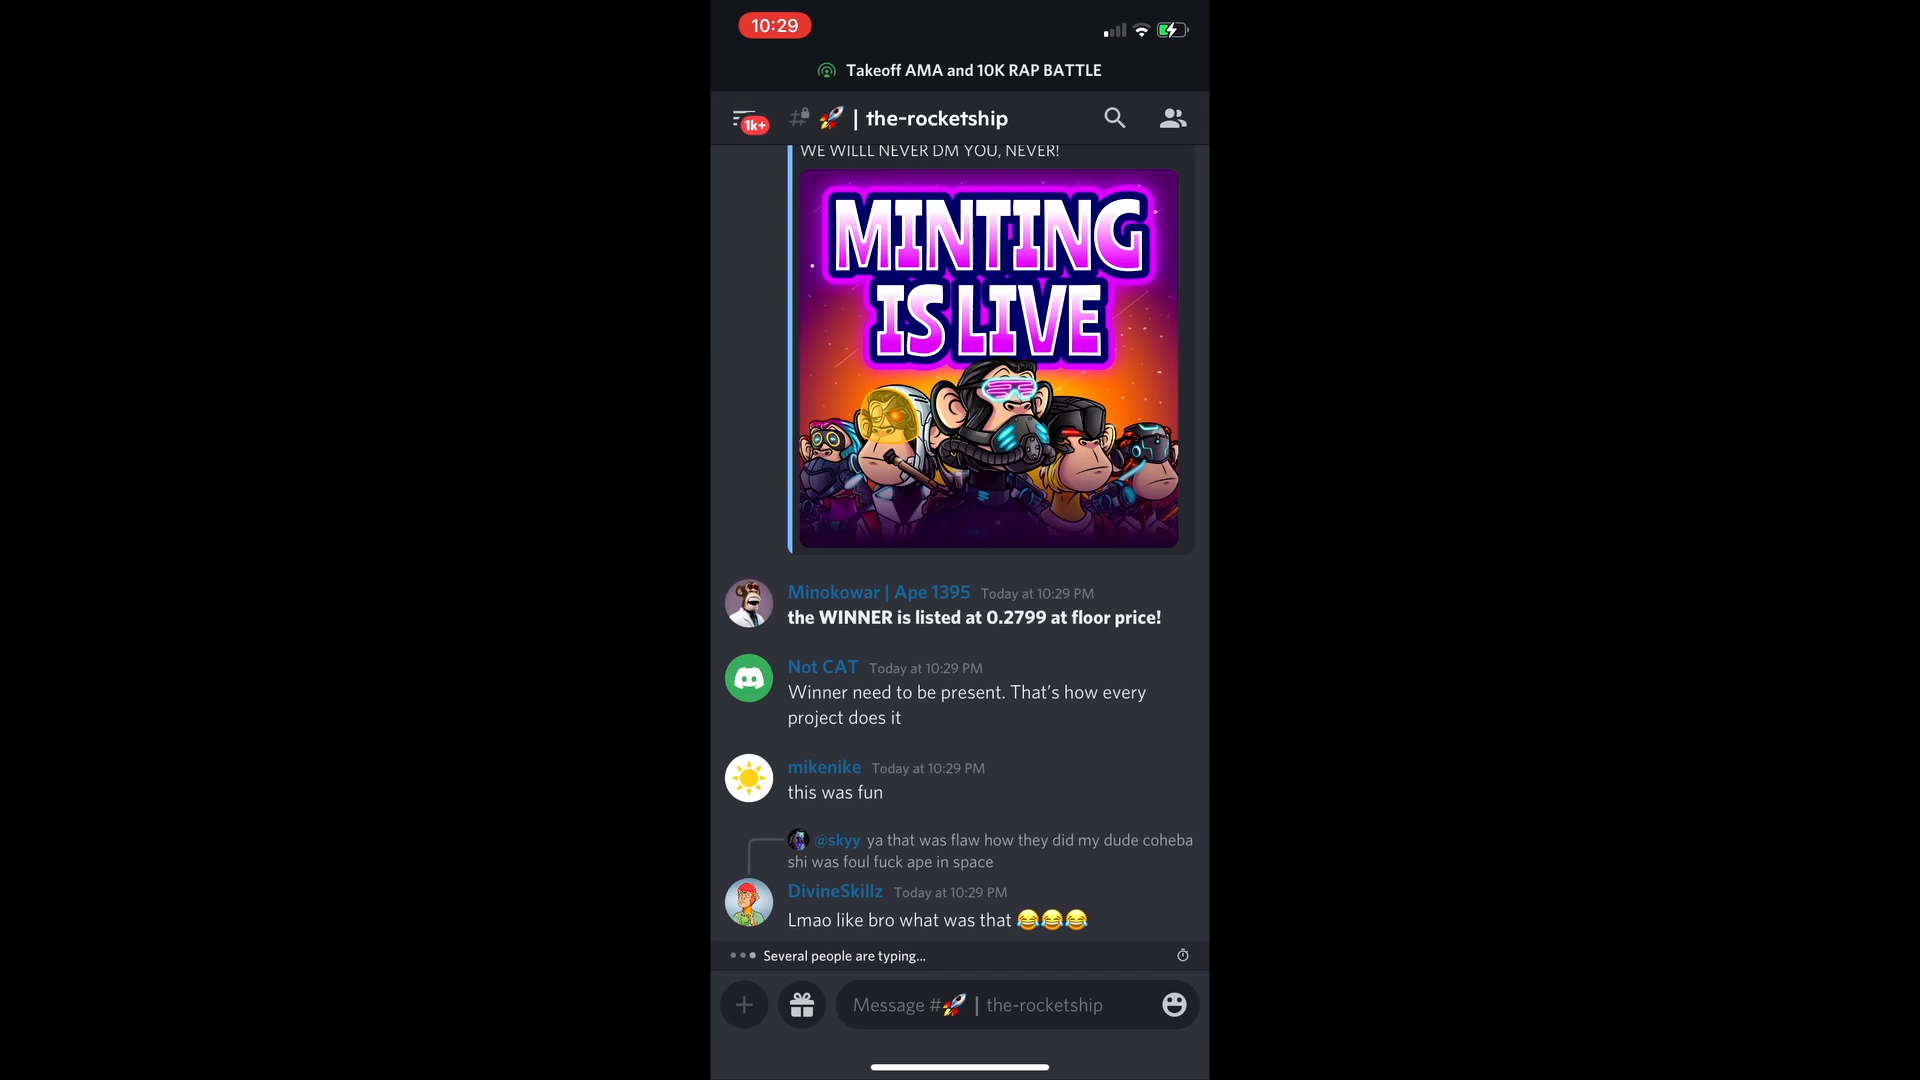 10:29
Takeoff AMA and 10K RAP BATTLE
1k+
# 🚀 | the-rocketship
WE WILLL NEVER DM YOU, NEVER!
MINTING
IS LIVE
Minokowar | Ape 1395 Today at 10:29 PM
the WINNER is listed at 0.2799 at floor price!
Not CAT Today at 10:29 PM
Winner need to be present. That’s how every
project does it
mikenike Today at 10:29 PM
this was fun
@skyy ya that was flaw how they did my dude coheba
shi was foul fuck ape in space
DivineSkillz Today at 10:29 PM
Lmao like bro what was that 😂😂😂
Several people are typing...
Message #🚀 | the-rocketship